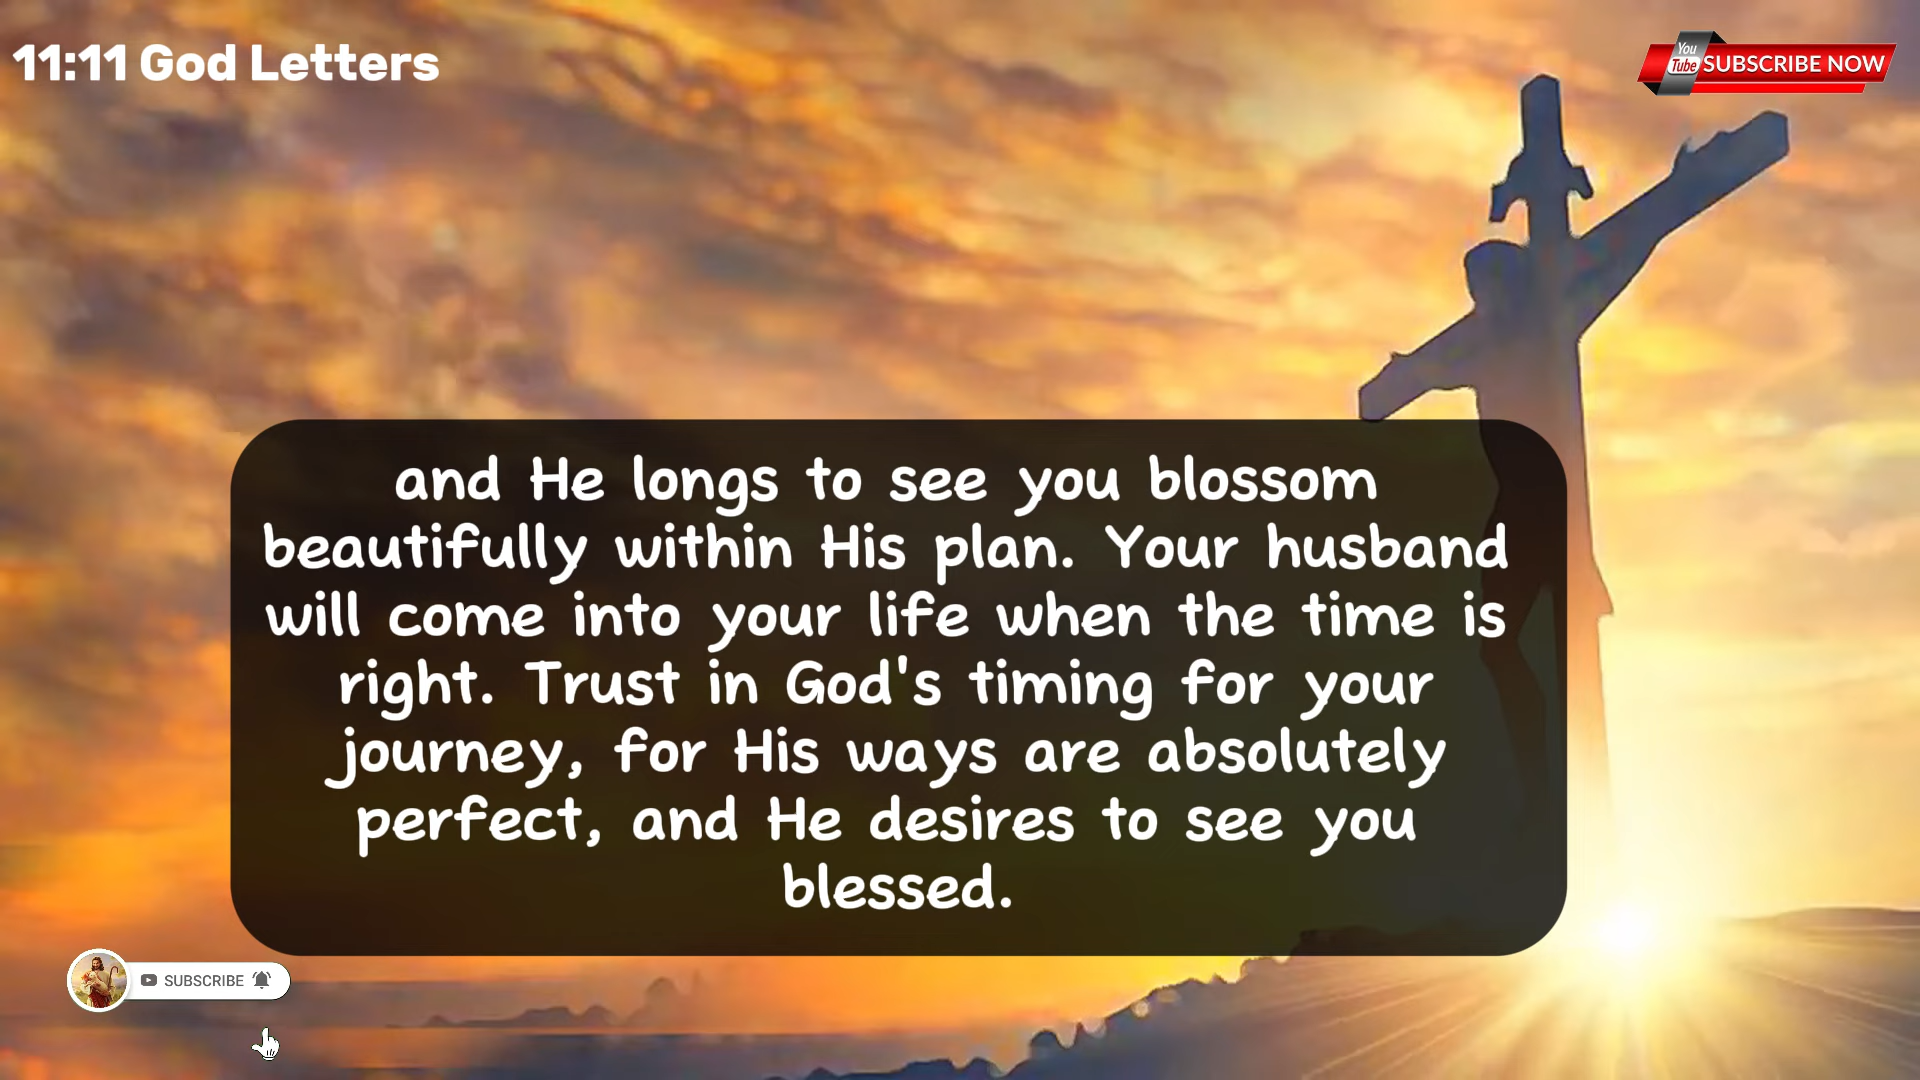 11:11 God Letters
You
Tube
SUBSCRIBE NOW
and He longs to see you blossom
beautifully within His plan. Your husband
will come into your life when the time is
right. Trust in God's timing for your
journey, for His ways are absolutely
perfect, and He desires to see you
blessed.
SUBSCRIBE